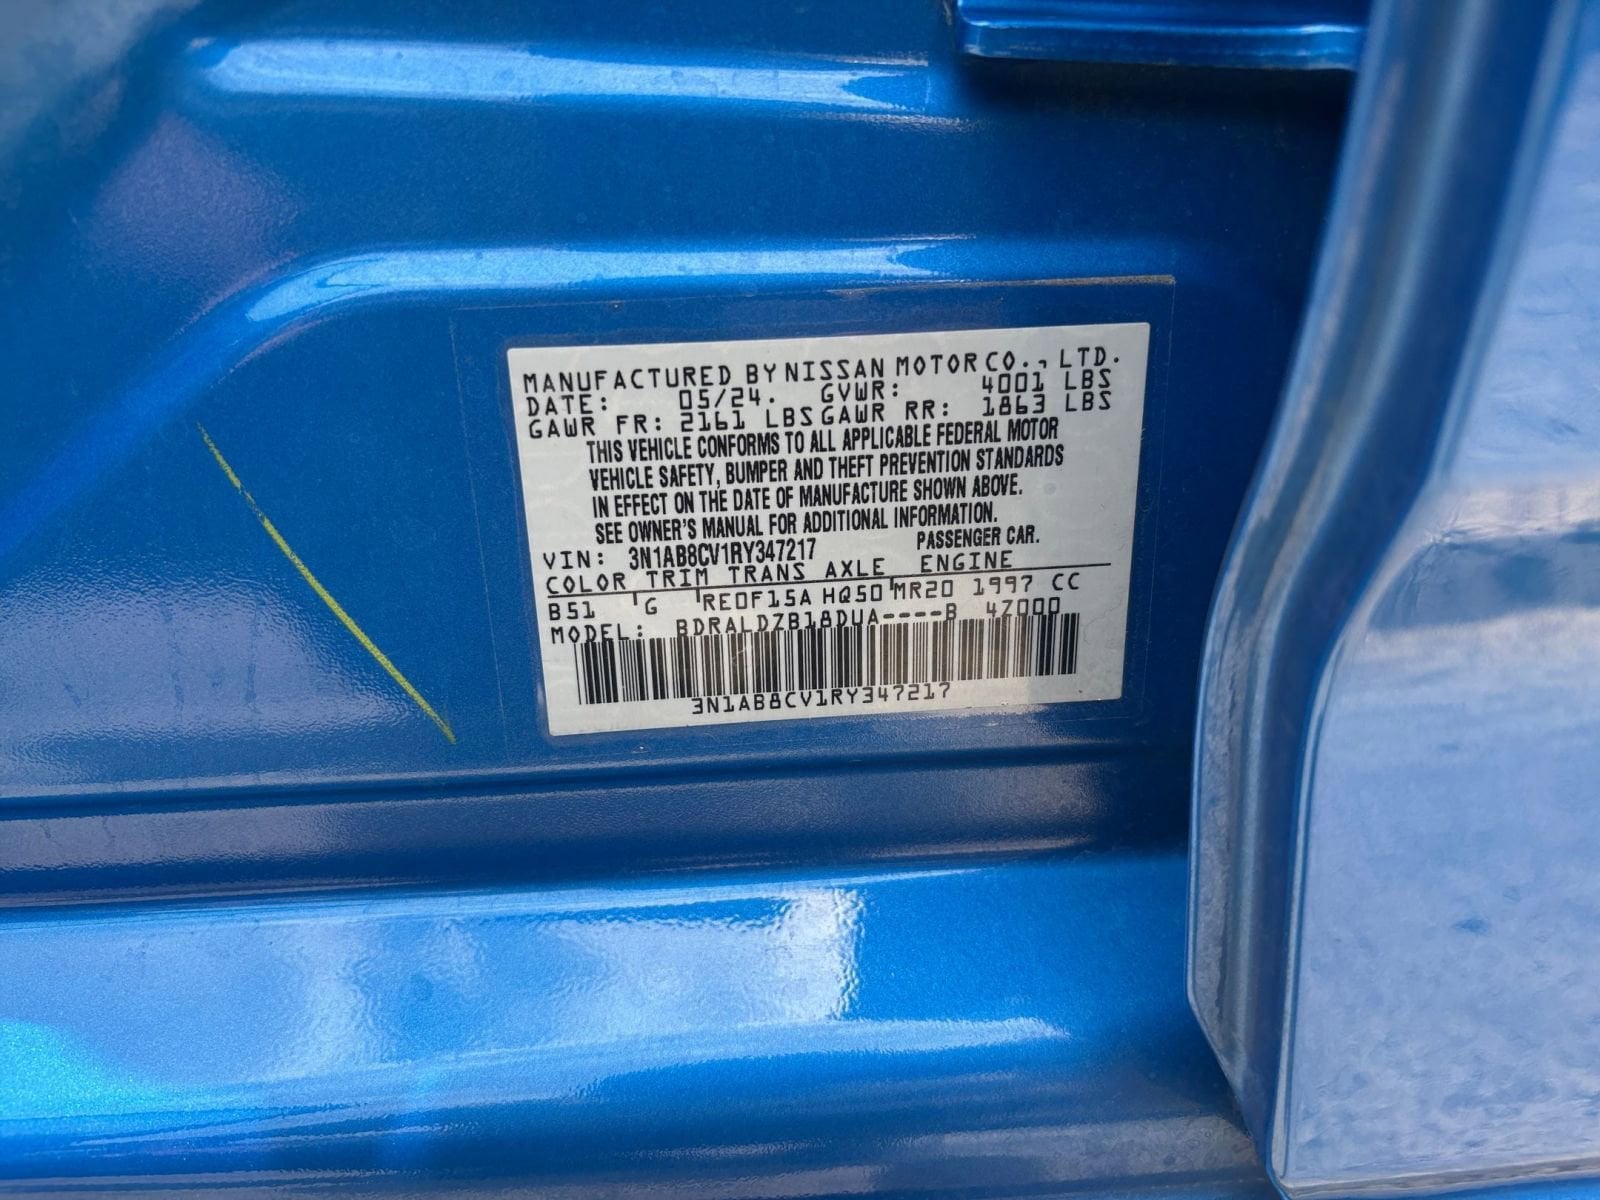 MANUFACTURED BY NISSAN MOTOR CO., LTD.
DATE: 05/24. GVWR: 4001 LBS
GAWR FR: 2161 LBS GAWR RR: 1863 LBS
THIS VEHICLE CONFORMS TO ALL APPLICABLE FEDERAL MOTOR
VEHICLE SAFETY, BUMPER AND THEFT PREVENTION STANDARDS
IN EFFECT ON THE DATE OF MANUFACTURE SHOWN ABOVE.
SEE OWNER'S MANUAL FOR ADDITIONAL INFORMATION.
VIN: 3N1AB8CV1RY347217 PASSENGER CAR.
COLOR TRIM TRANS AXLE ENGINE
B51 G RE0F15A HQ50 MR20 1997 CC
MODEL: BDRALDZB18DUA----B 4Z000
3N1AB8CV1RY347217